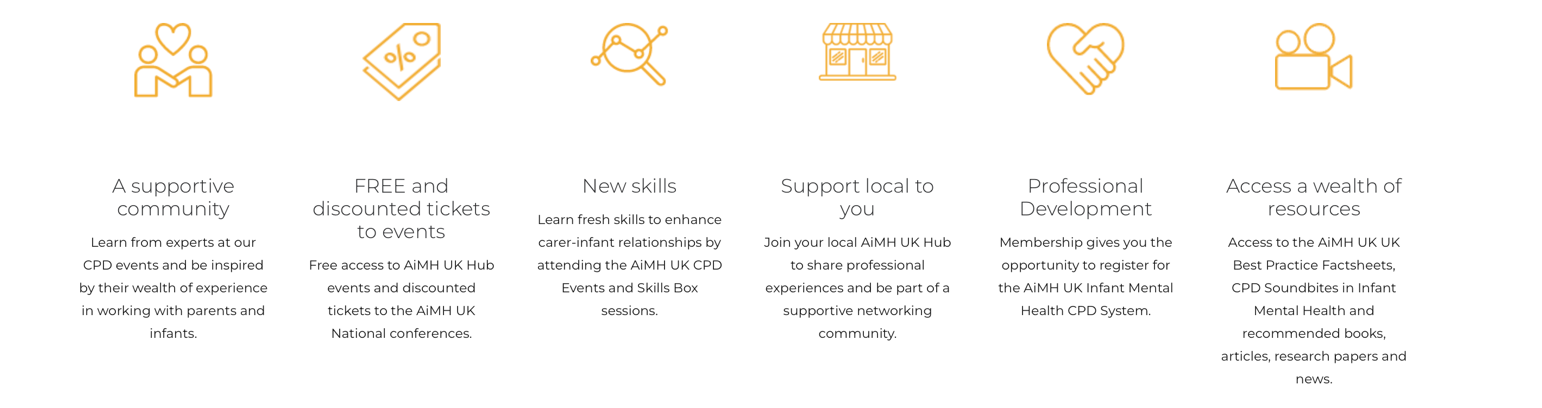 A supportive
community
Learn from experts at our
CPD events and be inspired
by their wealth of experience
in working with parents and
infants.
FREE and
discounted tickets
to events
Free access to AiMH UK Hub
events and discounted
tickets to the AiMH UK
National conferences.
New skills
Learn fresh skills to enhance
carer-infant relationships by
attending the AiMH UK CPD
Events and Skills Box
sessions.
Support local to
you
Join your local AiMH UK Hub
to share professional
experiences and be part of a
supportive networking
community.
Professional
Development
Membership gives you the
opportunity to register for
the AiMH UK Infant Mental
Health CPD System.
Access a wealth of
resources
Access to the AiMH UK UK
Best Practice Factsheets,
CPD Soundbites in Infant
Mental Health and
recommended books,
articles, research papers and
news.